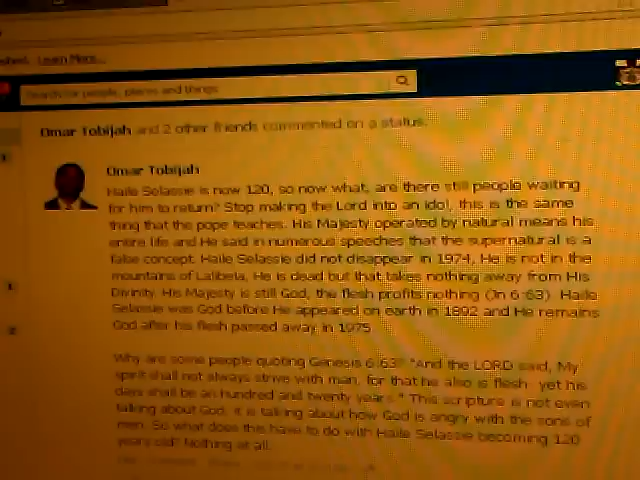 Learn More...
Search for people, places and things
Omar Tobijah and 2 other friends commented on a status.
Omar Tobijah
Haile Selassie is now 120, so now what, are there still people waiting
for him to return? Stop making the Lord into an idol, this is the same
thing that the pope teaches. His Majesty operated by natural means his
entire life and He said in numerous speeches that the supernatural is a
false concept. Haile Selassie did not disappear in 1974, He is not in the
mountains of Lalibela, He is dead but that takes nothing away from His
Divinity. His Majesty is still God, the flesh profits nothing (Jn 6:63). Haile
Selassie was God before He appeared on earth in 1892 and He remains
God after his flesh passed away in 1975.
Why are some people quoting Genesis 6:63? "And the LORD said, My
spirit shall not always strive with man, for that he also is flesh: yet his
days shall be an hundred and twenty years." This scripture is not even
talking about God, it is talking about how God is angry with the sons of
men. So what does this have to do with Haile Selassie becoming 120
years old? Nothing at all.